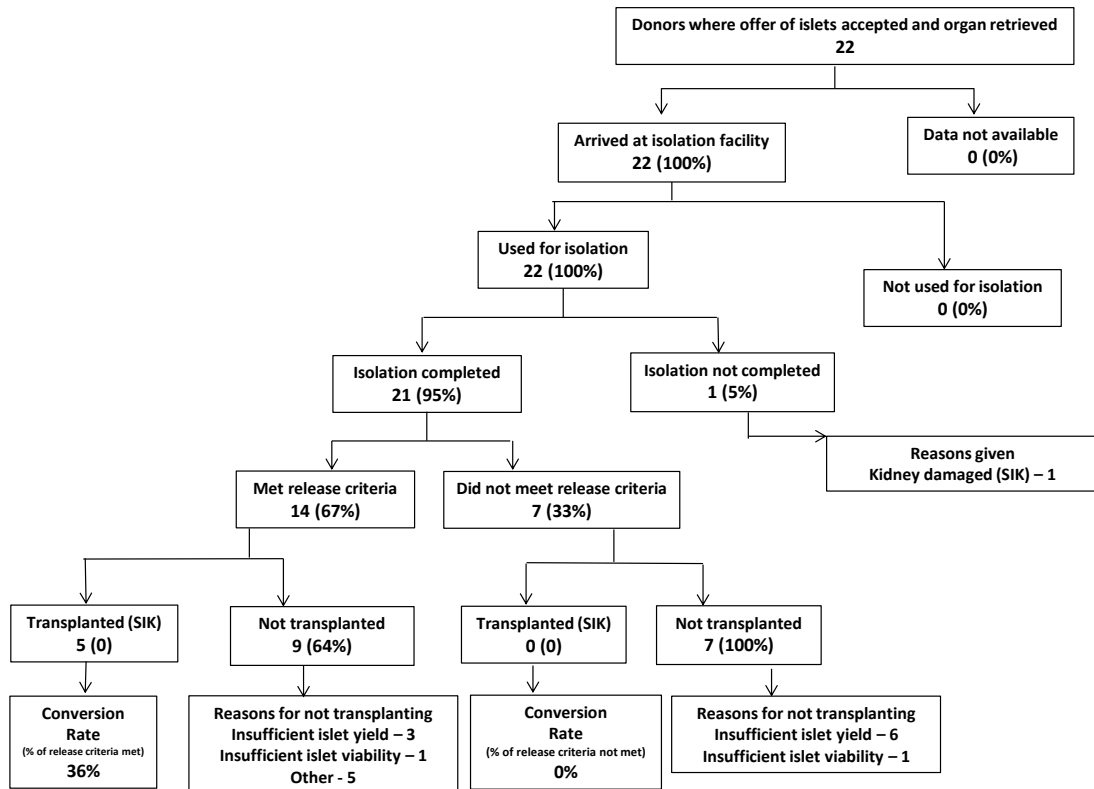 Donors where offer of islets accepted and organ retrieved
22
Arrived at isolation facility
22 (100%)
Data not available
0 (0%)
Used for isolation
22 (100%)
Not used for isolation
0 (0%)
Isolation completed
21 (95%)
Isolation not completed
1 (5%)
Reasons given
Kidney damaged (SIK) – 1
Met release criteria
14 (67%)
Did not meet release criteria
7 (33%)
Transplanted (SIK)
5 (0)
Not transplanted
9 (64%)
Transplanted (SIK)
0 (0)
Not transplanted
7 (100%)
Conversion
Rate
(% of release criteria met)
36%
Reasons for not transplanting
Insufficient islet yield – 3
Insufficient islet viability – 1
Other - 5
Conversion
Rate
(% of release criteria not met)
0%
Reasons for not transplanting
Insufficient islet yield – 6
Insufficient islet viability – 1